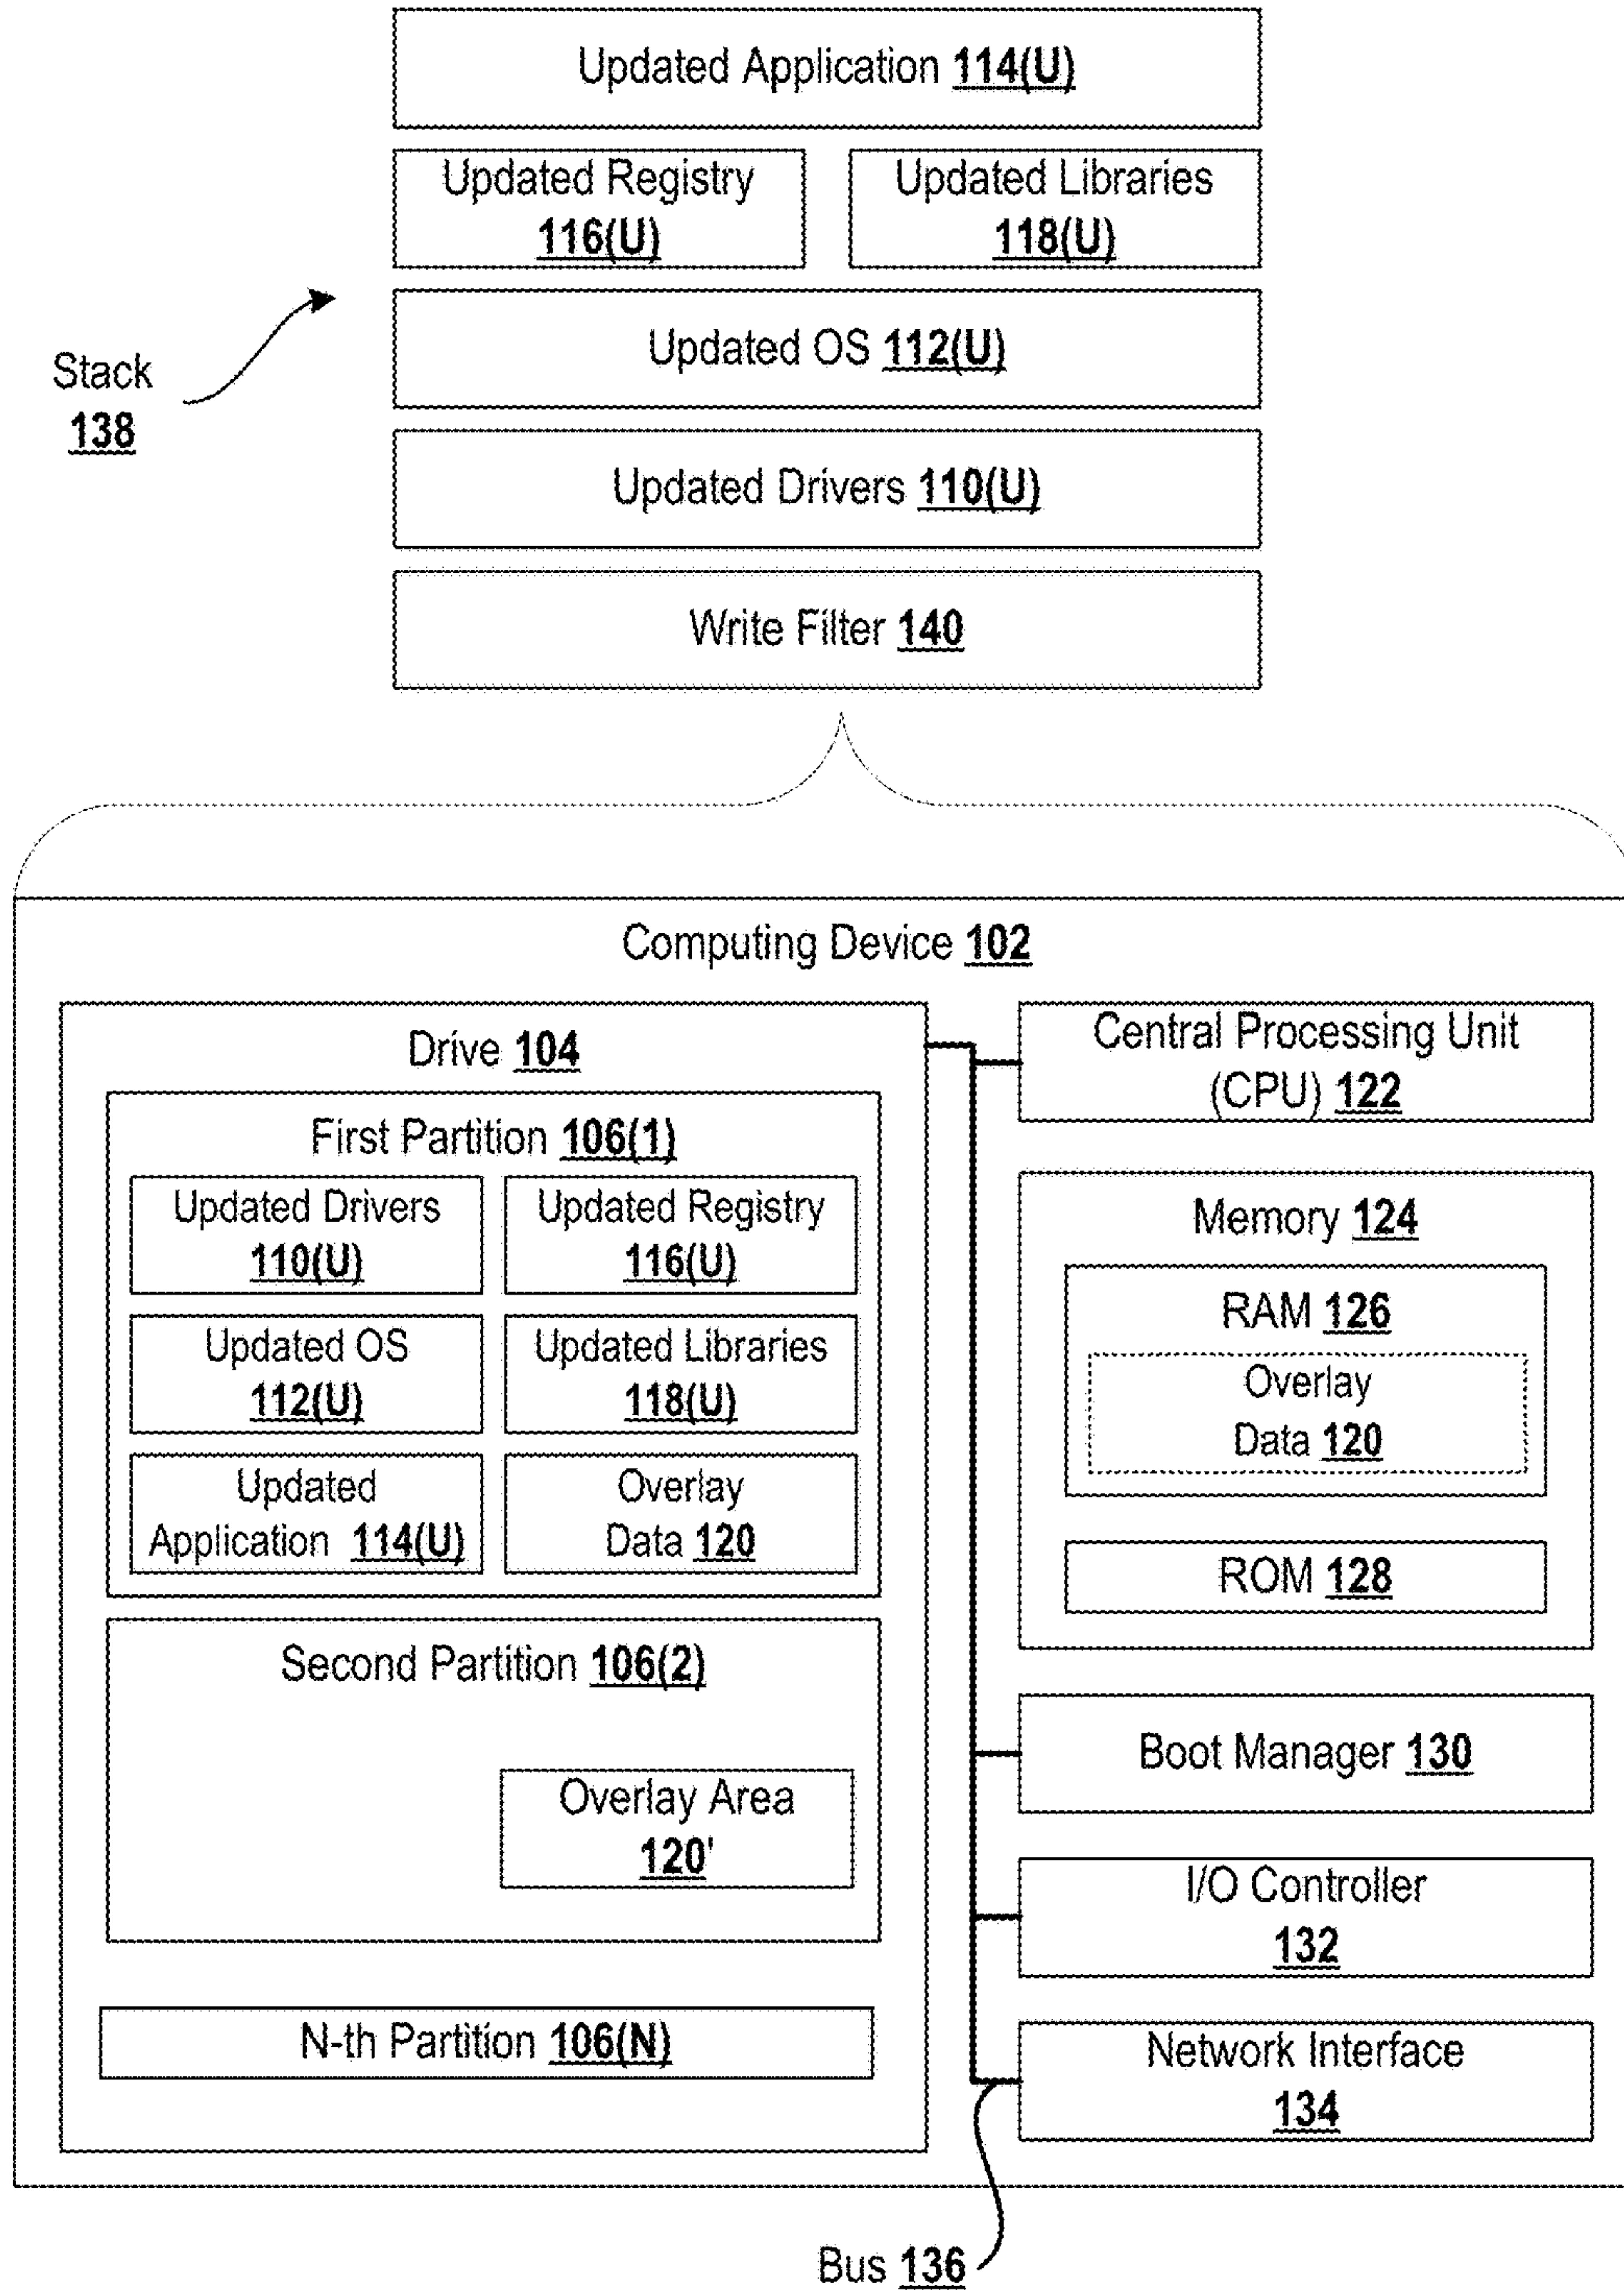 Updated Application 114(U)
Updated Registry
116(U)
Updated Libraries
118(U)
Stack
138
Updated OS 112(U)
Updated Drivers 110(U)
Write Filter 140
Computing Device 102
Drive 104
First Partition 106(1)
Updated Drivers
110(U)
Updated Registry
116(U)
Updated OS
112(U)
Updated Libraries
118(U)
Updated
Application 114(U)
Overlay
Data 120
Second Partition 106(2)
Overlay Area
120'
N-th Partition 106(N)
Central Processing Unit
(CPU) 122
Memory 124
RAM 126
Overlay
Data 120
ROM 128
Boot Manager 130
I/O Controller
132
Network Interface
134
Bus 136